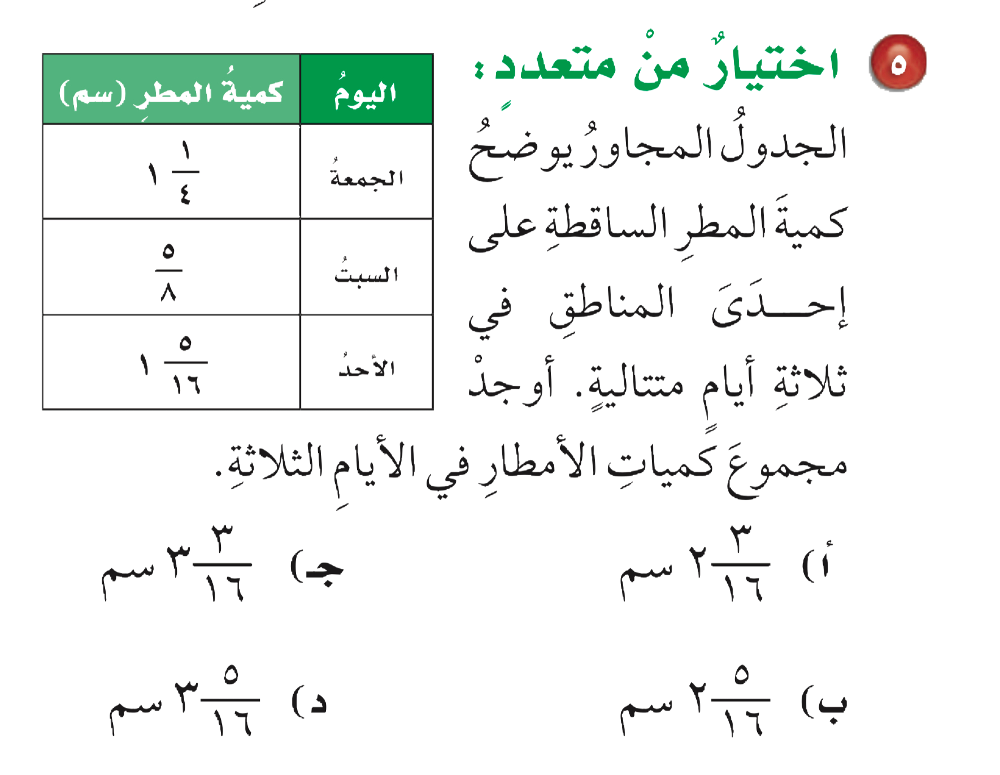 ٥ اختيارٌ منْ متعددٍ:
الجدولُ المجاورُ يوضحُ
كميةَ المطرِ الساقطةِ على
إحـــدَىَ المناطقِ في
ثلاثةِ أيامٍ متتاليةٍ. أوجدْ
مجموعَ كمياتِ الأمطارِ في الأيامِ الثلاثةِ.
اليومُ كميةُ المطرِ (سم)
الجمعةُ ١ ١/٤
السبتُ ٥/٨
الأحدُ ١ ٥/١٦
أ) ٢ ٣/١٦ سم
جـ) ٣ ٣/١٦ سم
ب) ٢ ٥/١٦ سم
د) ٣ ٥/١٦ سم